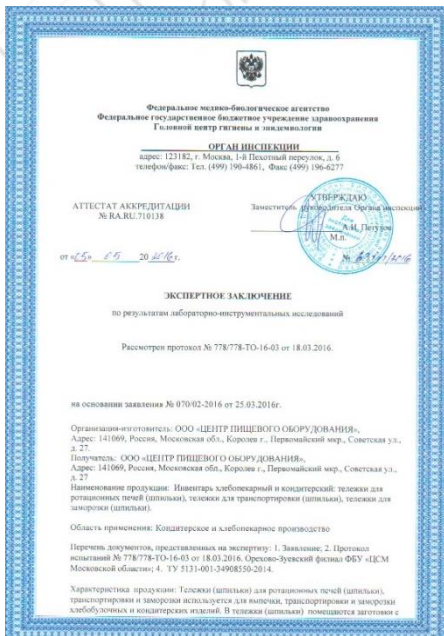 Федеральное медико-биологическое агентство
Федеральное государственное бюджетное учреждение здравоохранения
Головной центр гигиены и эпидемиологии
ОРГАН ИНСПЕКЦИИ
адрес: 123182, г. Москва, 1-й Пехотный переулок, д. 6
телефон/факс: Тел. (499) 190-4861, Факс (499) 196-6277
УТВЕРЖДАЮ
АТТЕСТАТ АККРЕДИТАЦИИ
Заместитель руководителя Органа инспекции
№ RA.RU.710138
А.И. Петухов
М.п.
от «25» 05 2016 г.
№
ЭКСПЕРТНОЕ ЗАКЛЮЧЕНИЕ
по результатам лабораторно-инструментальных исследований
Рассмотрен протокол № 778/778-ТО-16-03 от 18.03.2016.
на основании заявления № 070/02-2016 от 25.03.2016г.
Организация-изготовитель: ООО «ЦЕНТР ПИЩЕВОГО ОБОРУДОВАНИЯ»,
Адрес: 141069, Россия, Московская обл., Королев г., Первомайский мкр., Советская ул.,
д. 27.
Получатель: ООО «ЦЕНТР ПИЩЕВОГО ОБОРУДОВАНИЯ»,
Адрес: 141069, Россия, Московская обл., Королев г., Первомайский мкр., Советская ул.,
д. 27
Наименование продукции: Инвентарь хлебопекарный и кондитерский: тележки для
ротационных печей (шпильки), тележки для транспортировки (шпильки), тележки для
заморозки (шпильки).
Область применения: Кондитерское и хлебопекарное производство
Перечень документов, представленных на экспертизу: 1. Заявление; 2. Протокол
испытаний № 778/778-ТО-16-03 от 18.03.2016. Орехово-Зуевский филиал ФБУ «ЦСМ
Московской области»; 4. ТУ 5131-001-34908550-2014.
Характеристика продукции: Тележки (шпильки) для ротационных печей (шпильки),
транспортировки и заморозки используется для выпечки, транспортировки и заморозки
хлебобулочных и кондитерских изделий. В тележки (шпильки) помещаются заготовки с